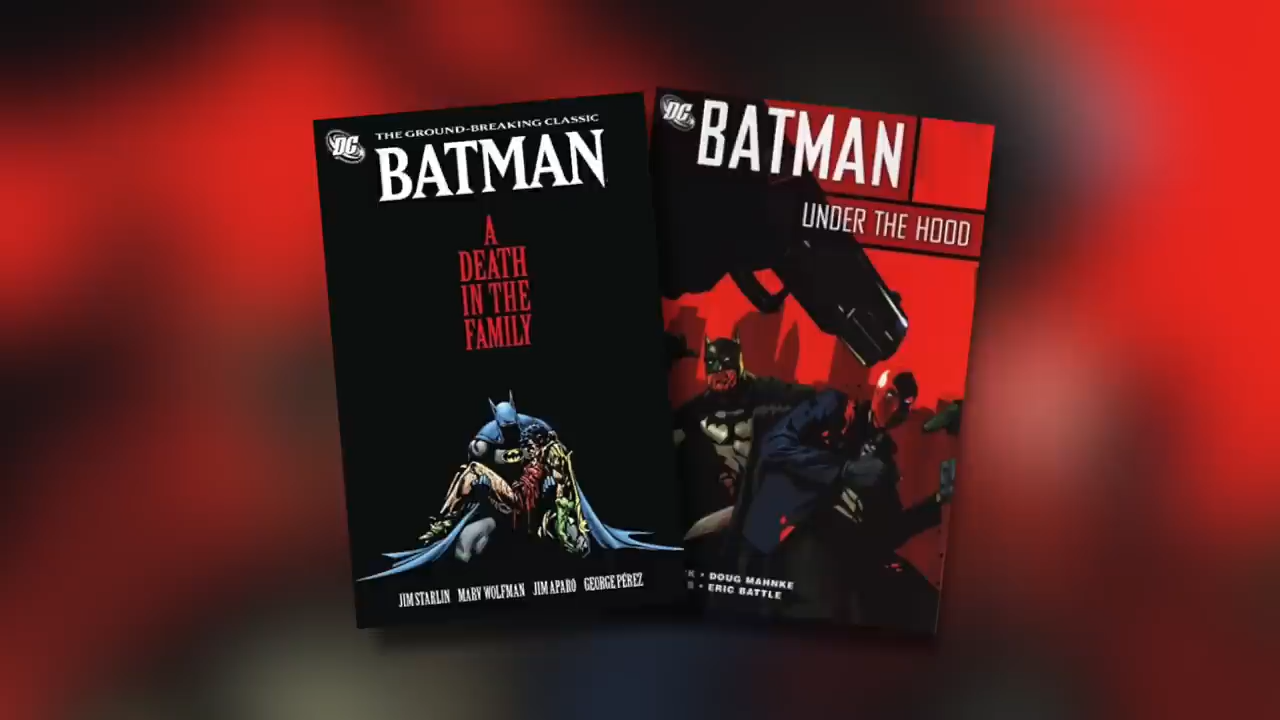 DC
THE GROUND-BREAKING CLASSIC
BATMAN
A
DEATH
IN THE
FAMILY
JIM STARLIN MARV WOLFMAN JIM APARO GEORGE PÉREZ
DC
BATMAN
UNDER THE HOOD
K • DOUG MAHNKE
• ERIC BATTLE